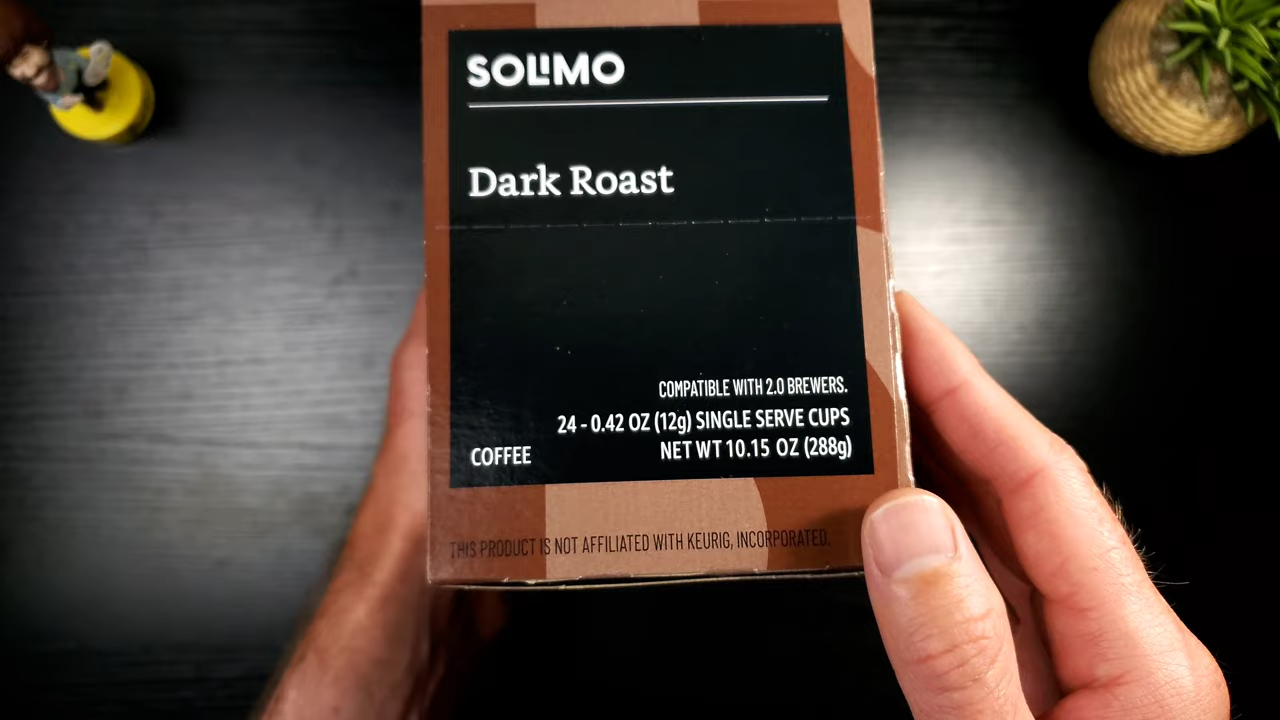 SOLIMO
Dark Roast
COMPATIBLE WITH 2.0 BREWERS.
24 - 0.42 OZ (12g) SINGLE SERVE CUPS
COFFEE NET WT 10.15 OZ (288g)
THIS PRODUCT IS NOT AFFILIATED WITH KEURIG, INCORPORATED.